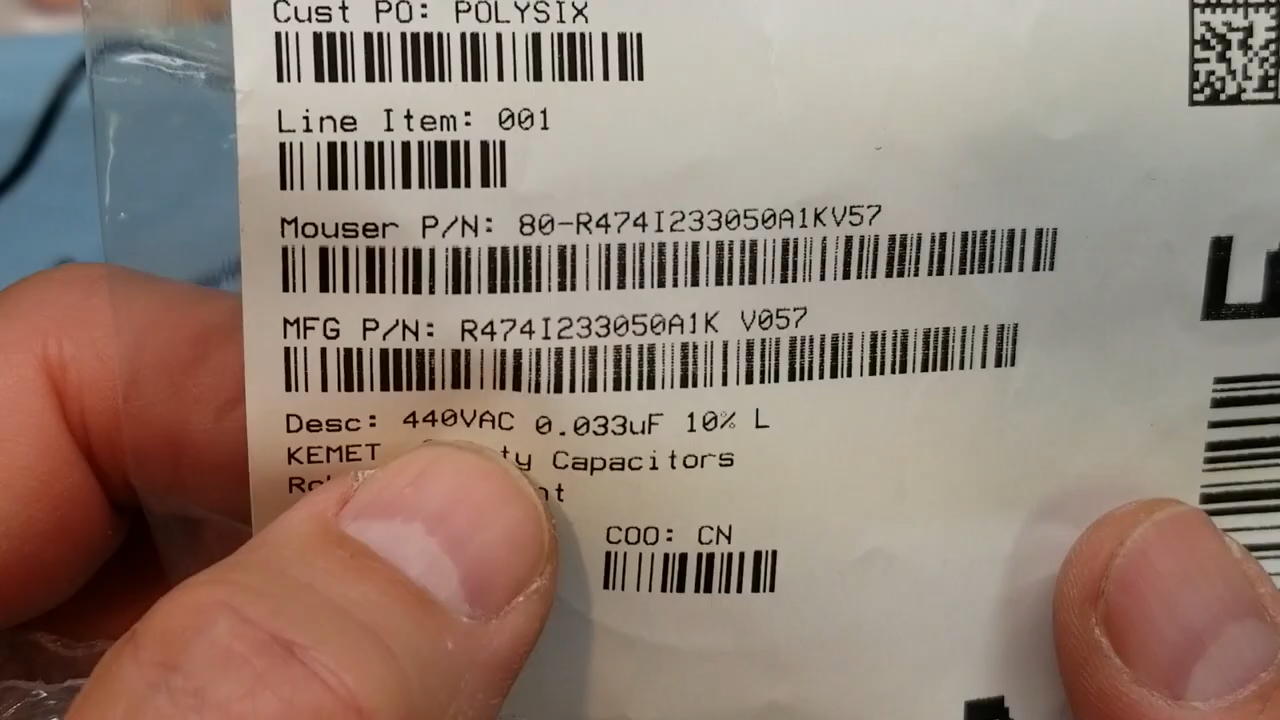 Cust PO: POLYSIX
Line Item: 001
Mouser P/N: 80-R474I233050A1KV57
MFG P/N: R474I233050A1K V057
Desc: 440VAC 0.033uF 10% L
KEMET Capacitors
COO: CN